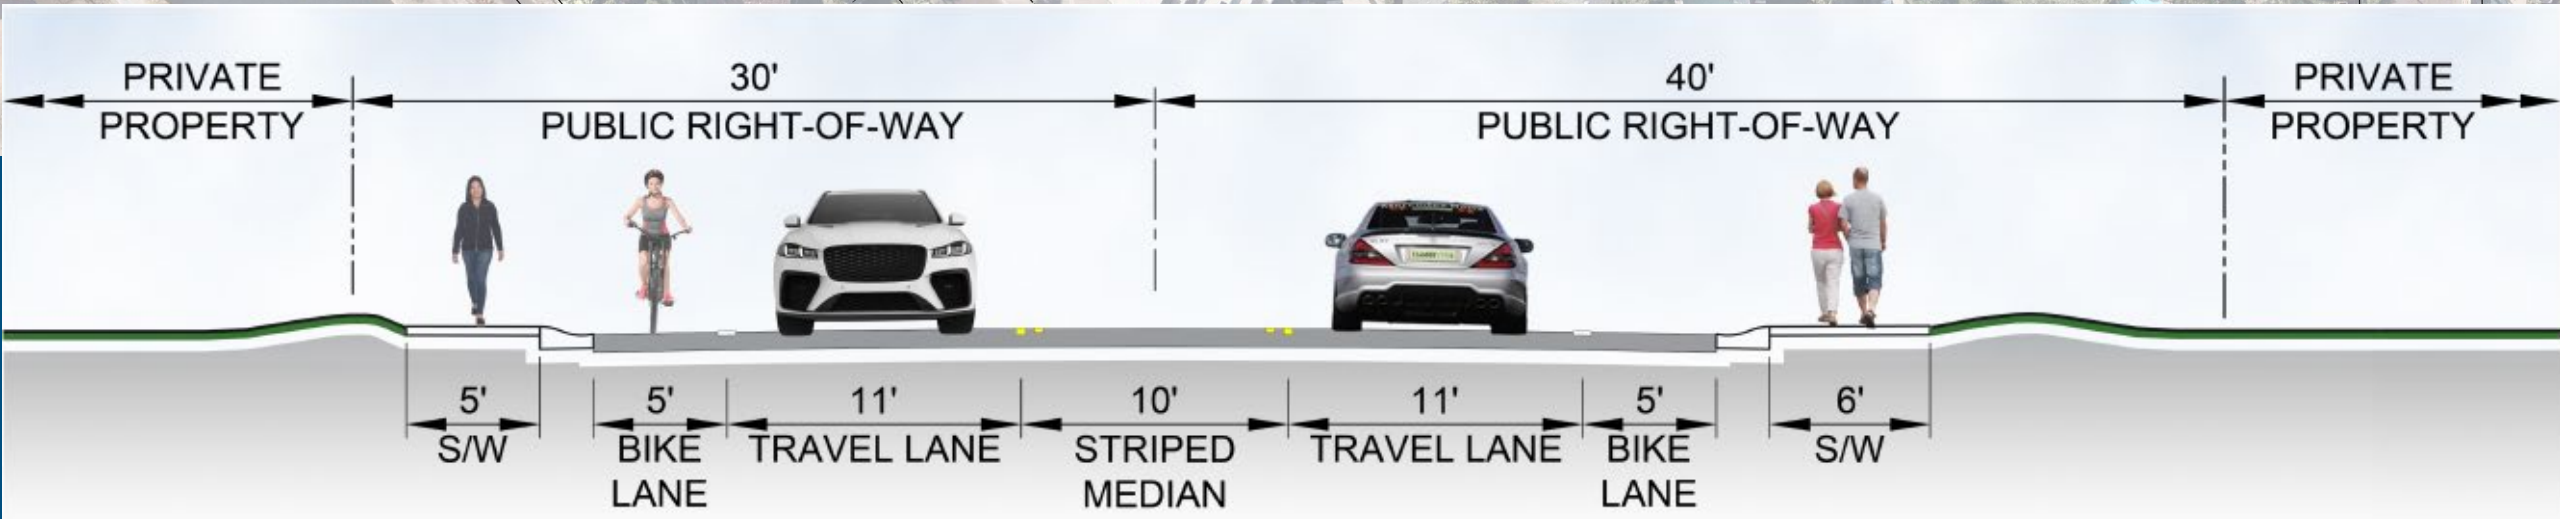 PRIVATE
PROPERTY
30'
PUBLIC RIGHT-OF-WAY
40'
PUBLIC RIGHT-OF-WAY
PRIVATE
PROPERTY
5'
S/W
5'
BIKE
LANE
11'
TRAVEL LANE
10'
STRIPED
MEDIAN
11'
TRAVEL LANE
5'
BIKE
LANE
6'
S/W